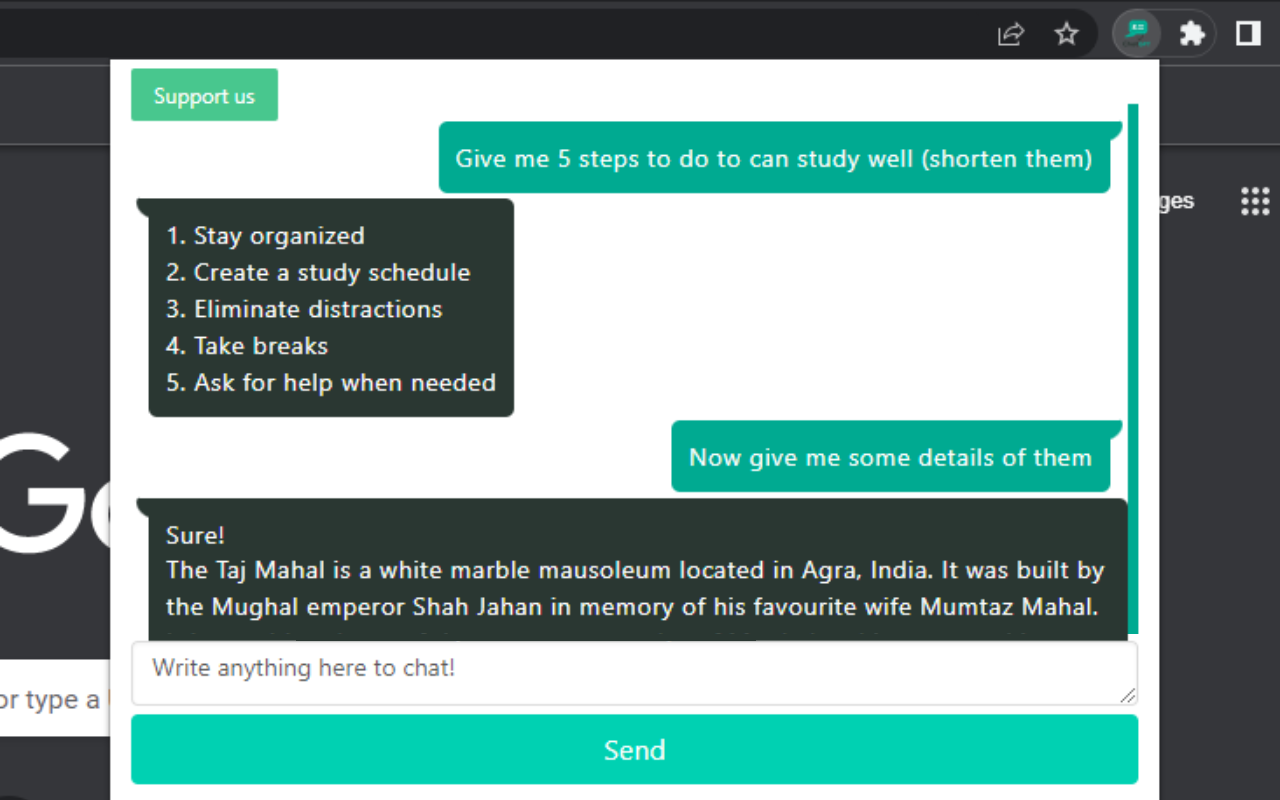 Support us
Give me 5 steps to do to can study well (shorten them)
ges
1. Stay organized
2. Create a study schedule
3. Eliminate distractions
4. Take breaks
5. Ask for help when needed
Now give me some details of them
Go
Sure!
The Taj Mahal is a white marble mausoleum located in Agra, India. It was built by
the Mughal emperor Shah Jahan in memory of his favourite wife Mumtaz Mahal.
Write anything here to chat!
or type a
Send